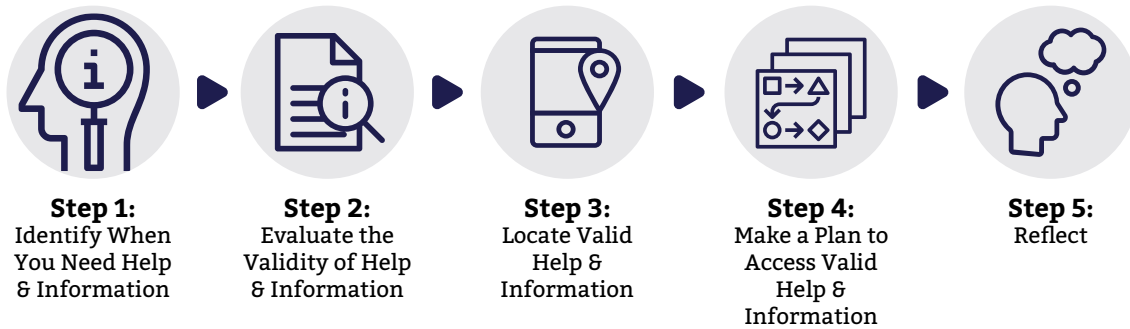 Step 1:
Identify When
You Need Help
& Information
Step 2:
Evaluate the
Validity of Help
& Information
Step 3:
Locate Valid
Help &
Information
Step 4:
Make a Plan to
Access Valid
Help &
Information
Step 5:
Reflect